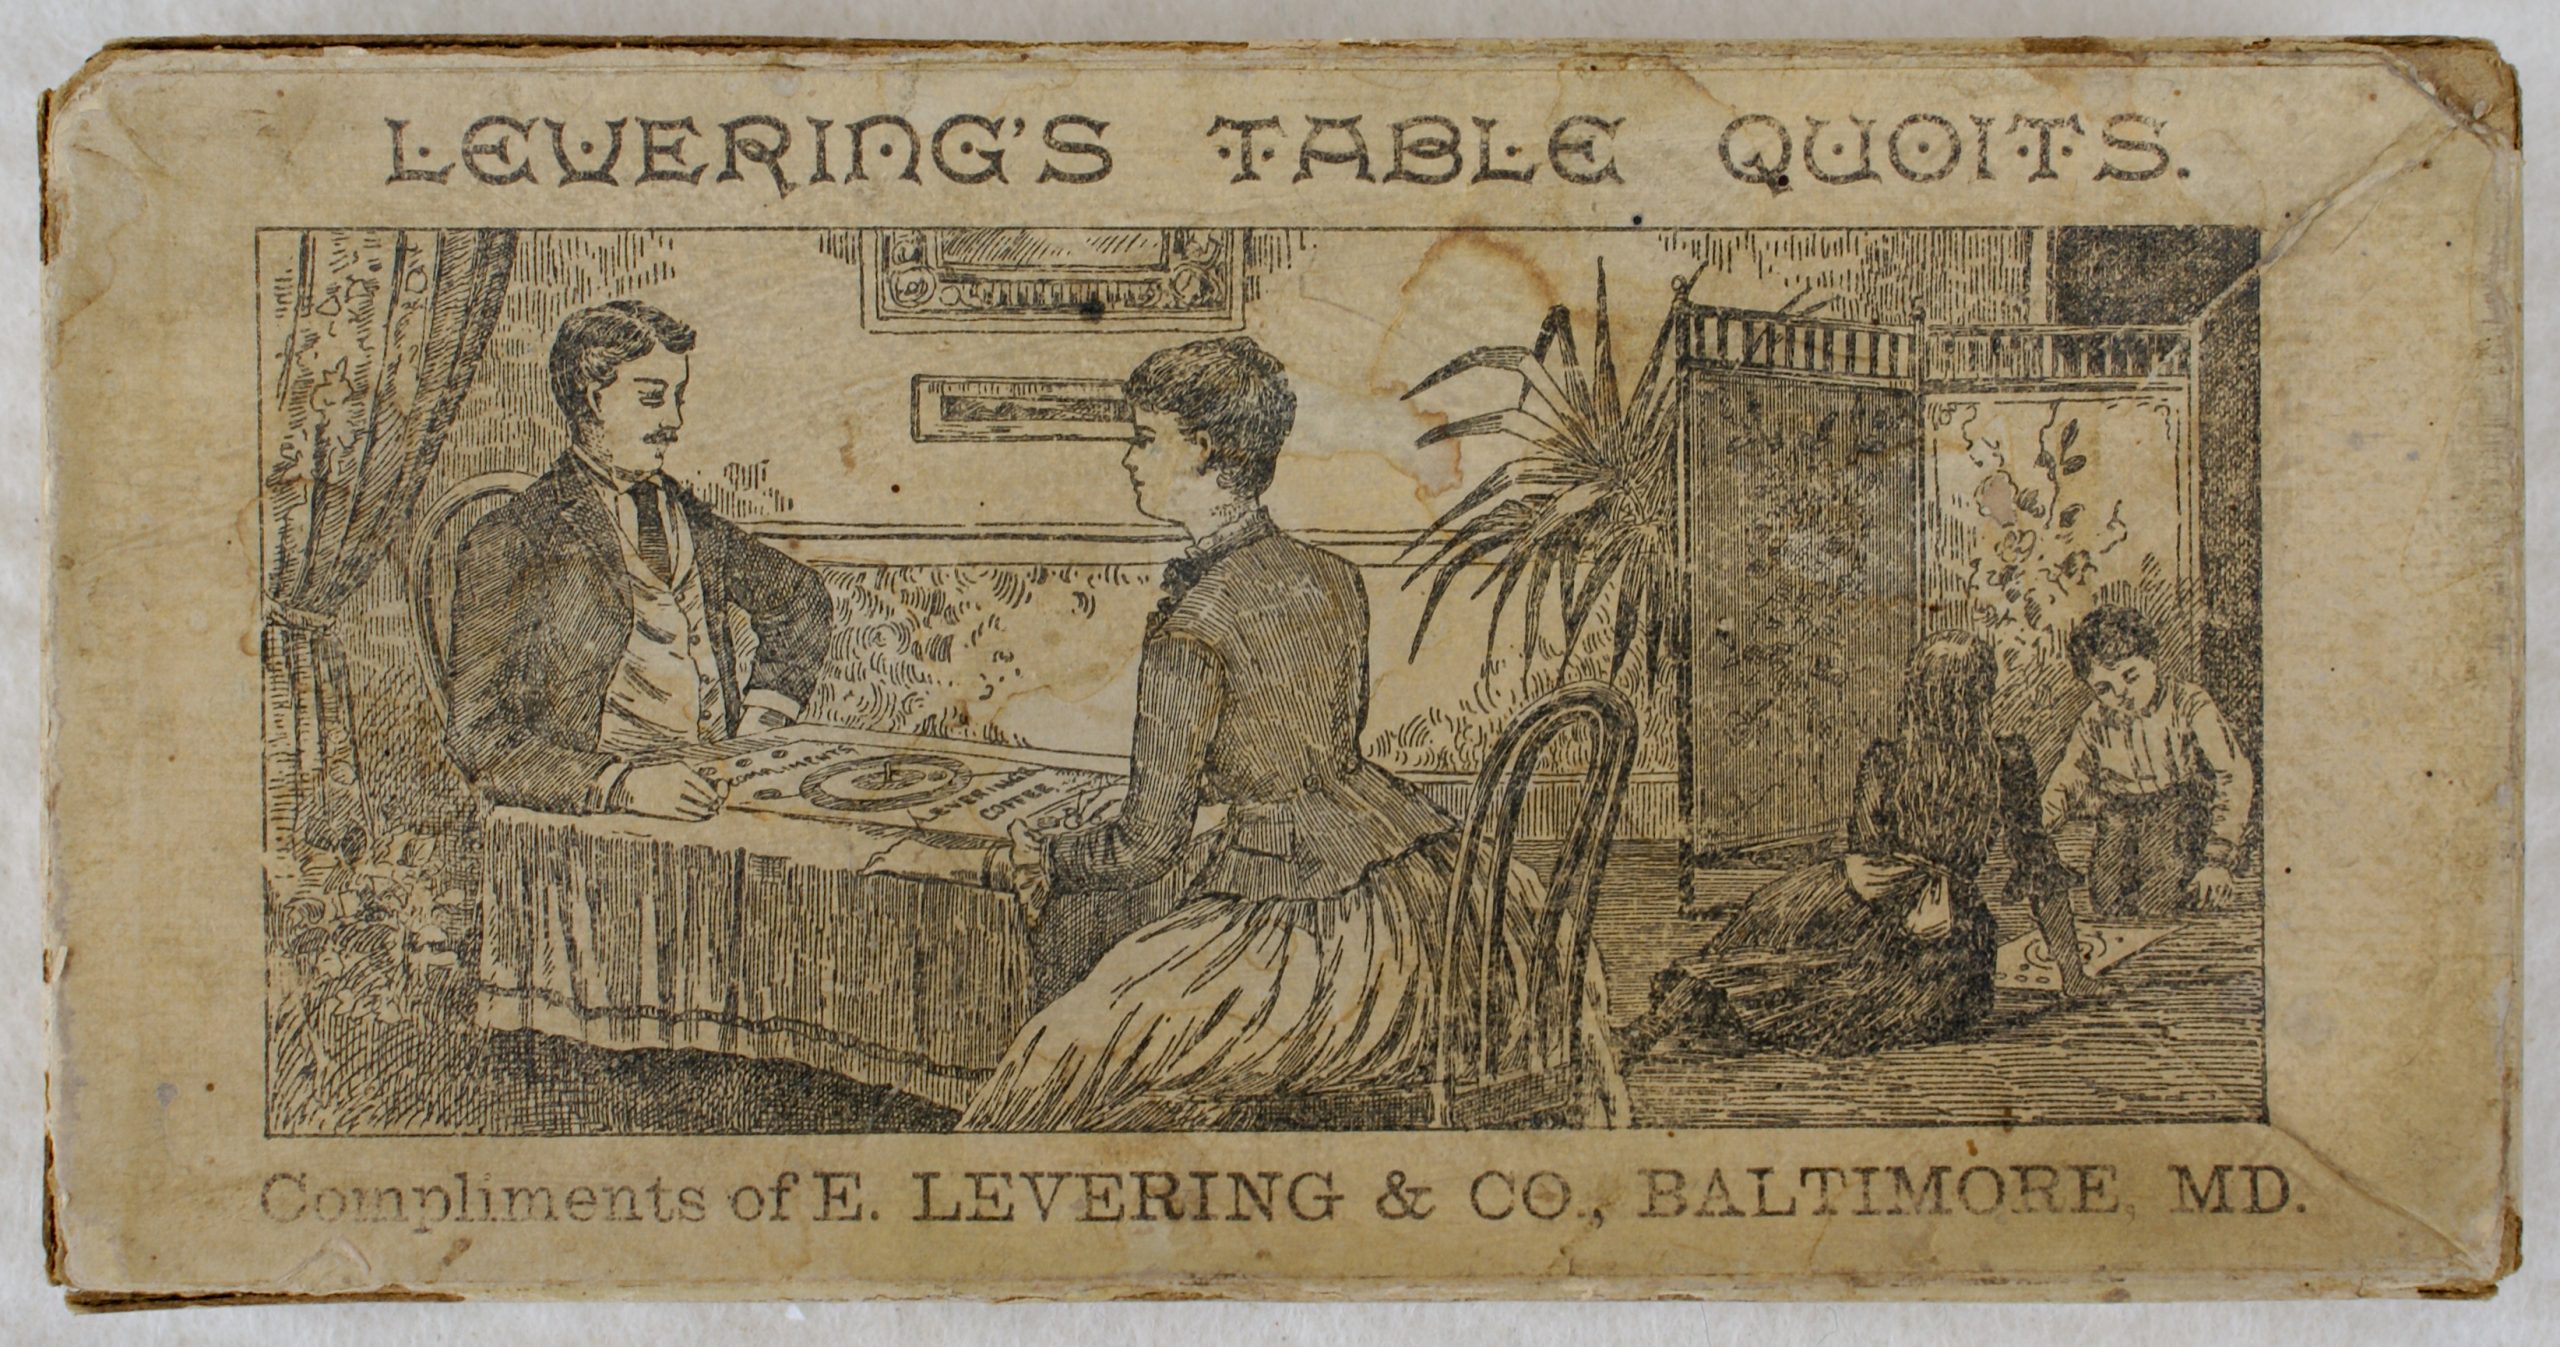 LEVERING'S TABLE QUOITS.
COMPLIMENTS
LEVERING'S
COFFEE
Compliments of E. LEVERING & CO., BALTIMORE, MD.